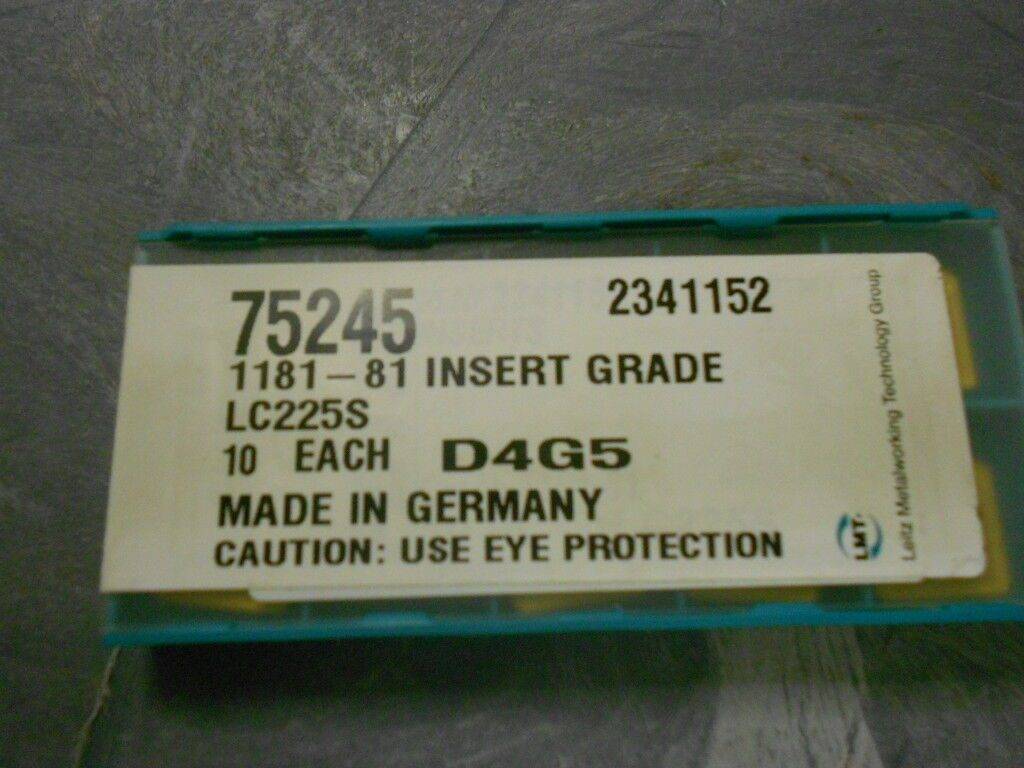 75245
2341152
1181-81 INSERT GRADE
LC225S
10 EACH D4G5
MADE IN GERMANY
CAUTION: USE EYE PROTECTION
LMT
Leitz Metalworking Technology Group